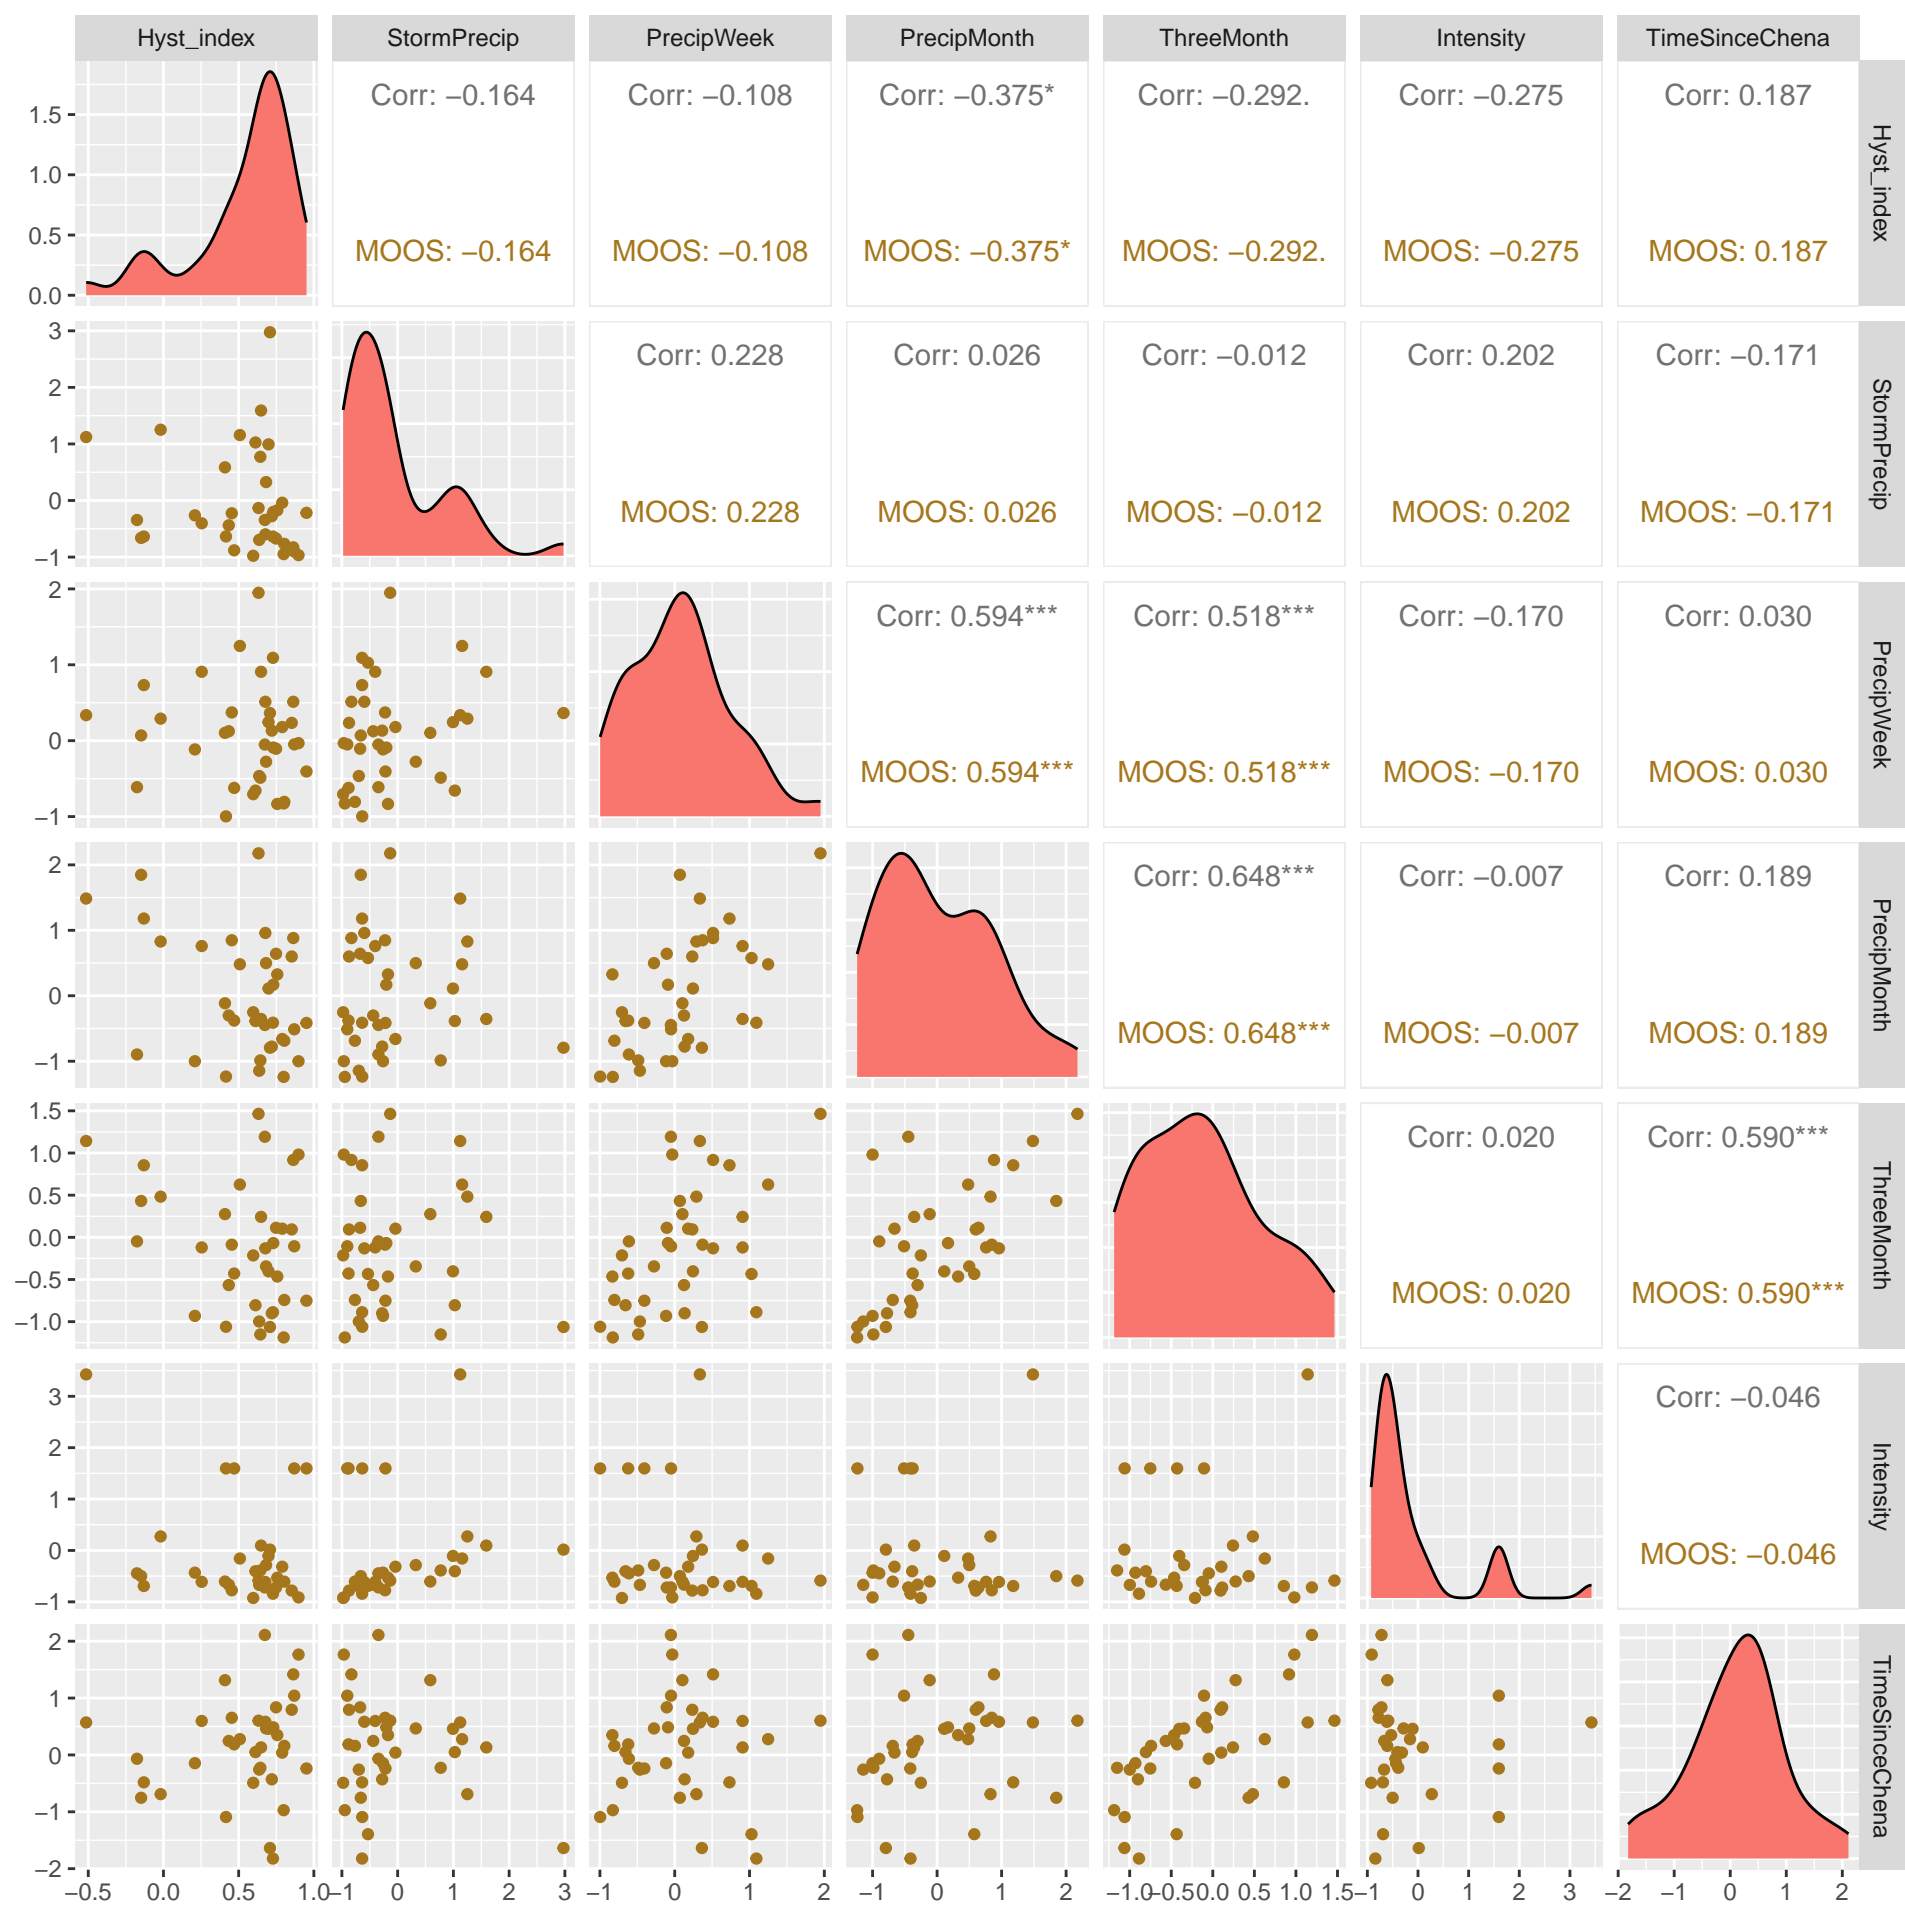 Hyst_index StormPrecip PrecipWeek PrecipMonth ThreeMonth Intensity TimeSinceChena
Corr: −0.164 Corr: −0.108 Corr: −0.375* Corr: −0.292. Corr: −0.275 Corr: 0.187
MOOS: −0.164 MOOS: −0.108 MOOS: −0.375* MOOS: −0.292. MOOS: −0.275 MOOS: 0.187
Hyst_index
1.5
1.0
0.5
0.0
Corr: 0.228 Corr: 0.026 Corr: −0.012 Corr: 0.202 Corr: −0.171
MOOS: 0.228 MOOS: 0.026 MOOS: −0.012 MOOS: 0.202 MOOS: −0.171
StormPrecip
3
2
1
0
−1
Corr: 0.594*** Corr: 0.518*** Corr: −0.170 Corr: 0.030
MOOS: 0.594*** MOOS: 0.518*** MOOS: −0.170 MOOS: 0.030
PrecipWeek
2
1
0
−1
Corr: 0.648*** Corr: −0.007 Corr: 0.189
MOOS: 0.648*** MOOS: −0.007 MOOS: 0.189
PrecipMonth
2
1
0
−1
Corr: 0.020 Corr: 0.590***
MOOS: 0.020 MOOS: 0.590***
ThreeMonth
1.5
1.0
0.5
0.0
−0.5
−1.0
Corr: −0.046
MOOS: −0.046
Intensity
3
2
1
0
−1
TimeSinceChena
2
1
0
−1
−2
−0.5 0.0 0.5 1.0 −1 0 1 2 3 −1 0 1 2 −1 0 1 2 −1.0 −0.5 0.0 0.5 1.0 1.5 −1 0 1 2 3 −2 −1 0 1 2